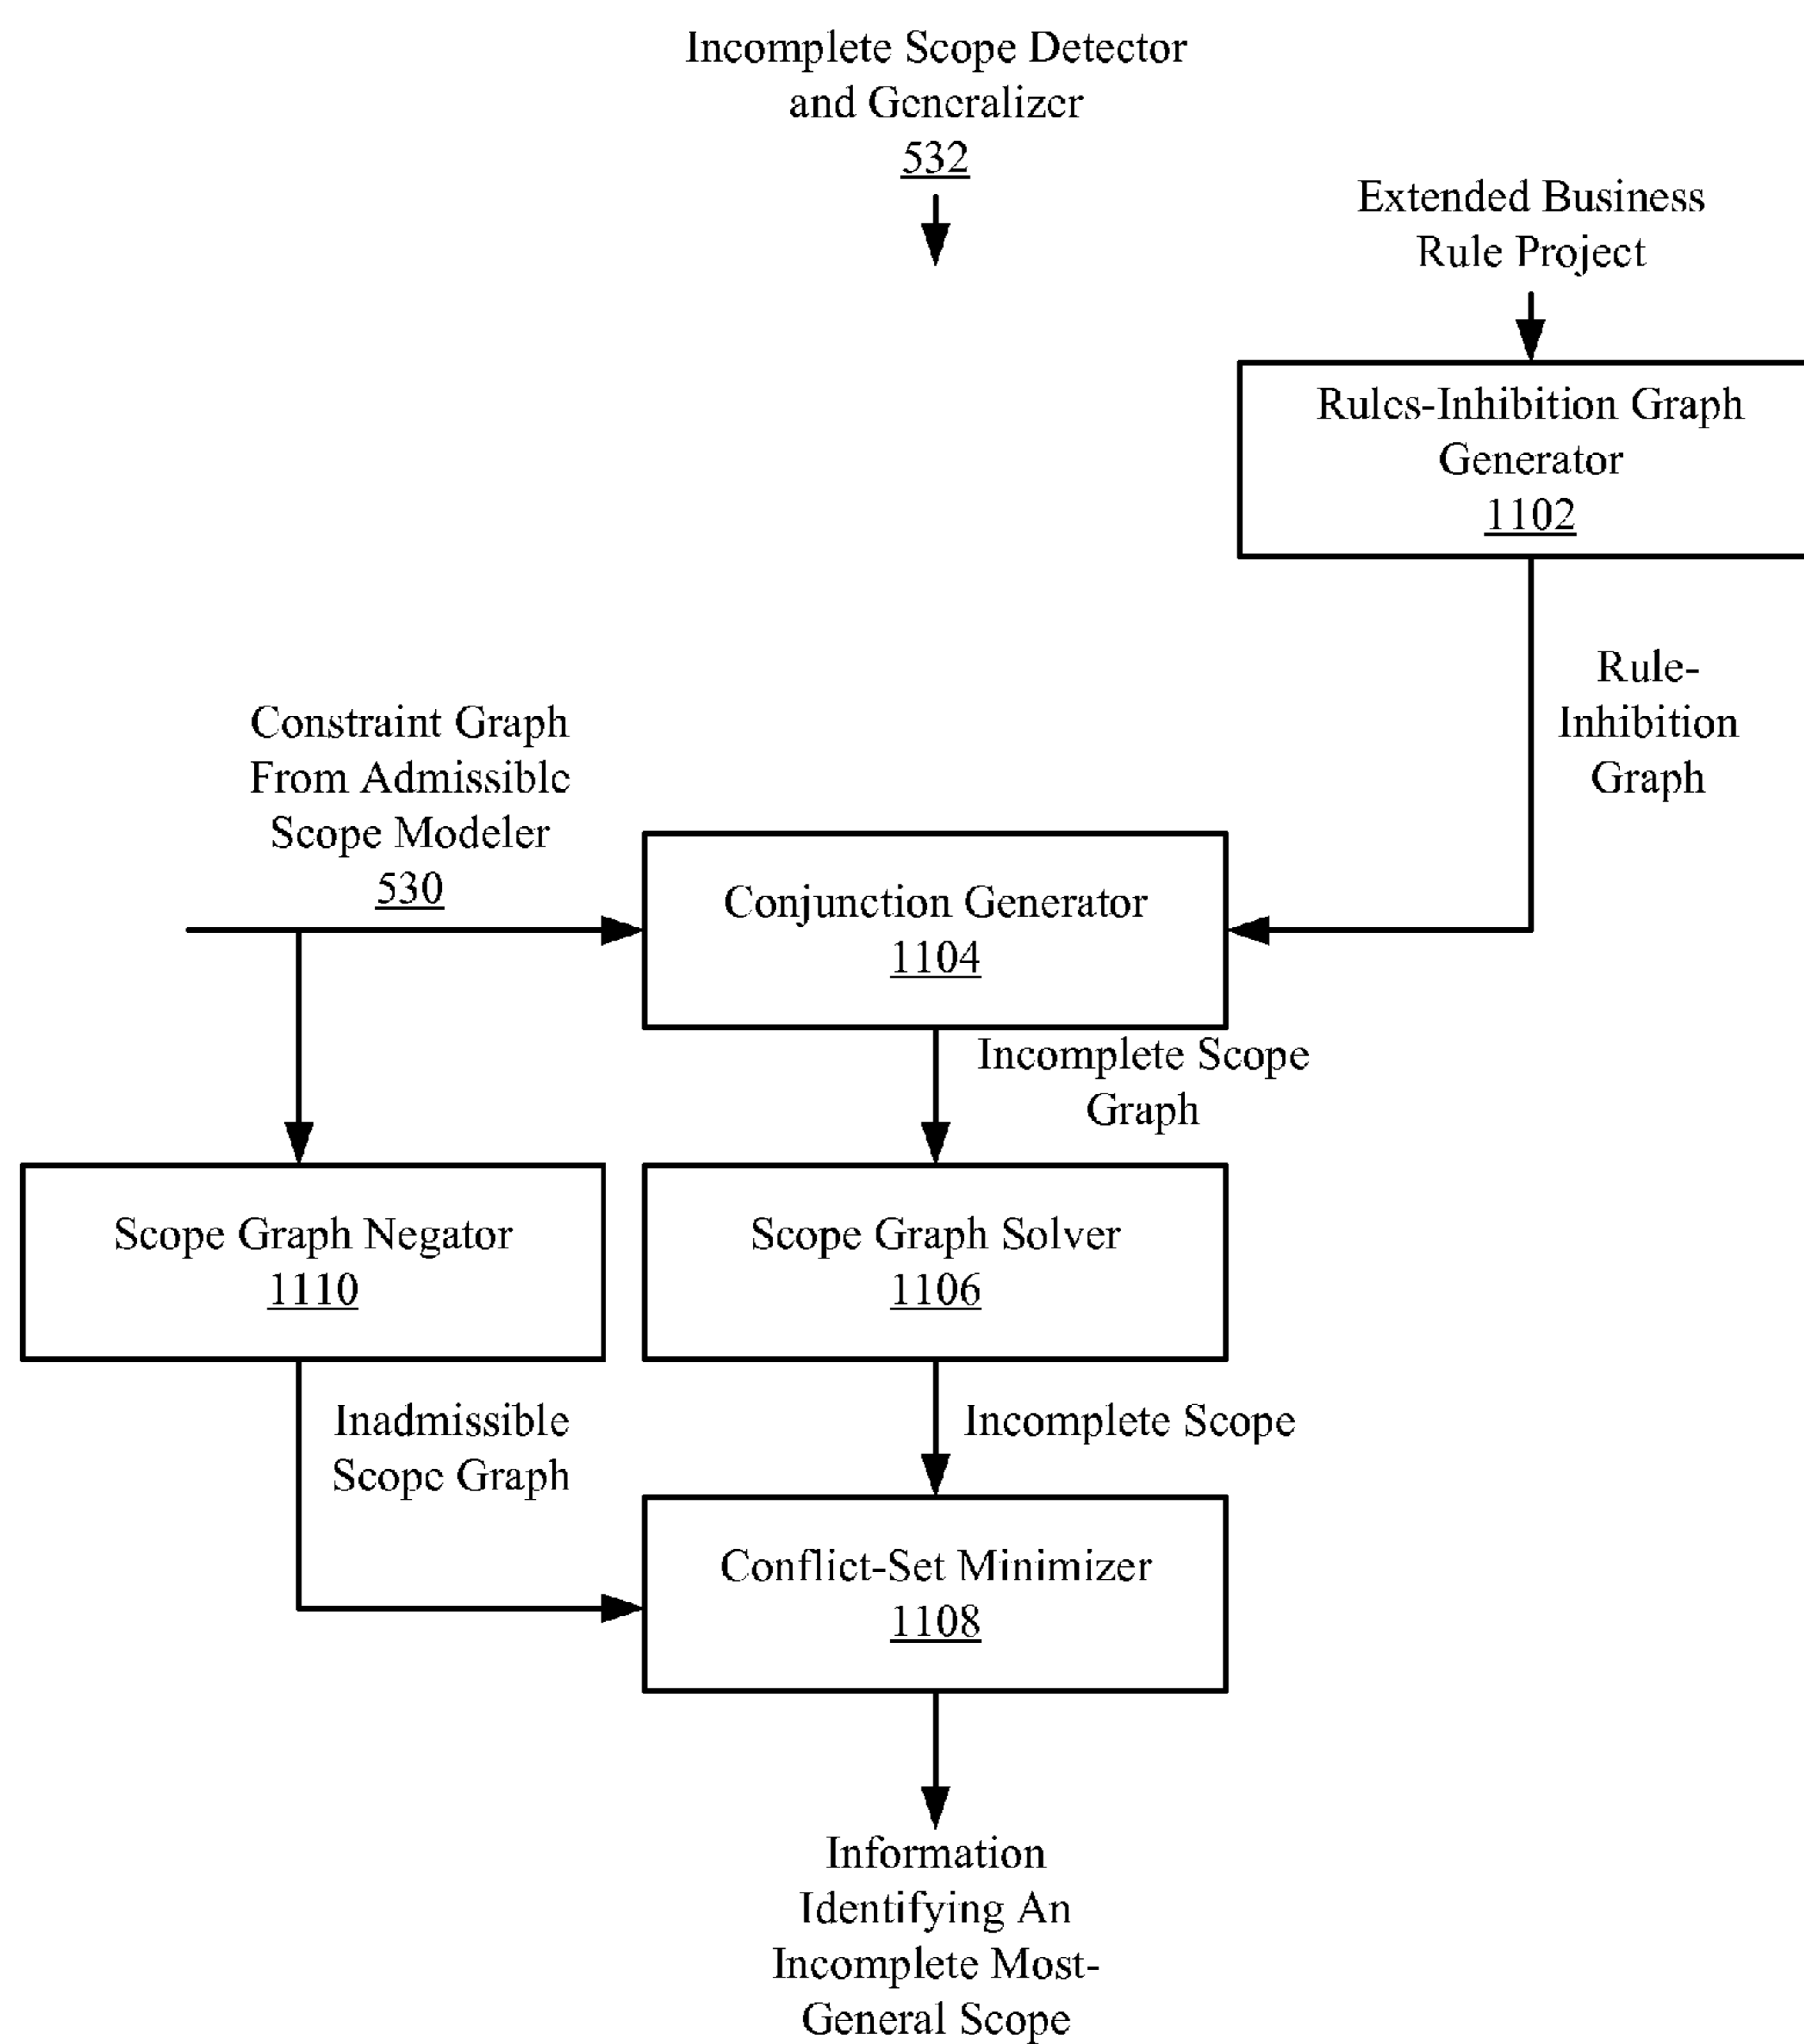 Incomplete Scope Detector
and Generalizer
532
Extended Business
Rule Project
Rules-Inhibition Graph
Generator
1102
Rule-
Inhibition
Graph
Constraint Graph
From Admissible
Scope Modeler
530
Conjunction Generator
1104
Incomplete Scope
Graph
Scope Graph Negator
1110
Scope Graph Solver
1106
Inadmissible
Scope Graph
Incomplete Scope
Conflict-Set Minimizer
1108
Information
Identifying An
Incomplete Most-
General Scope